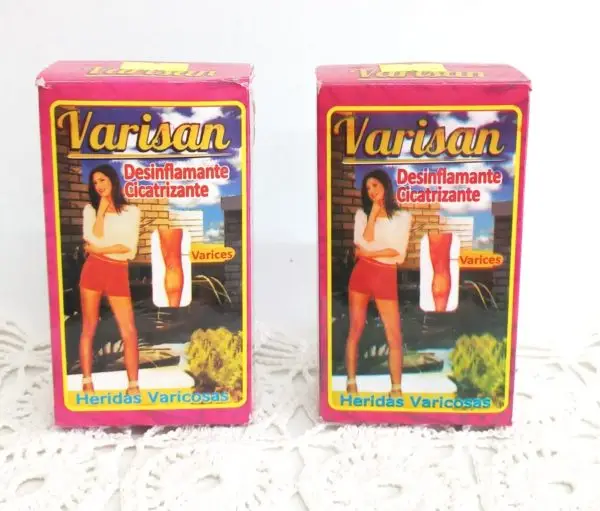 Varisan
Varisan
Desinflamante
Cicatrizante
Varices
Heridas Varicosas
Varisan
Varisan
Desinflamante
Cicatrizante
Varices
Heridas Varicosas